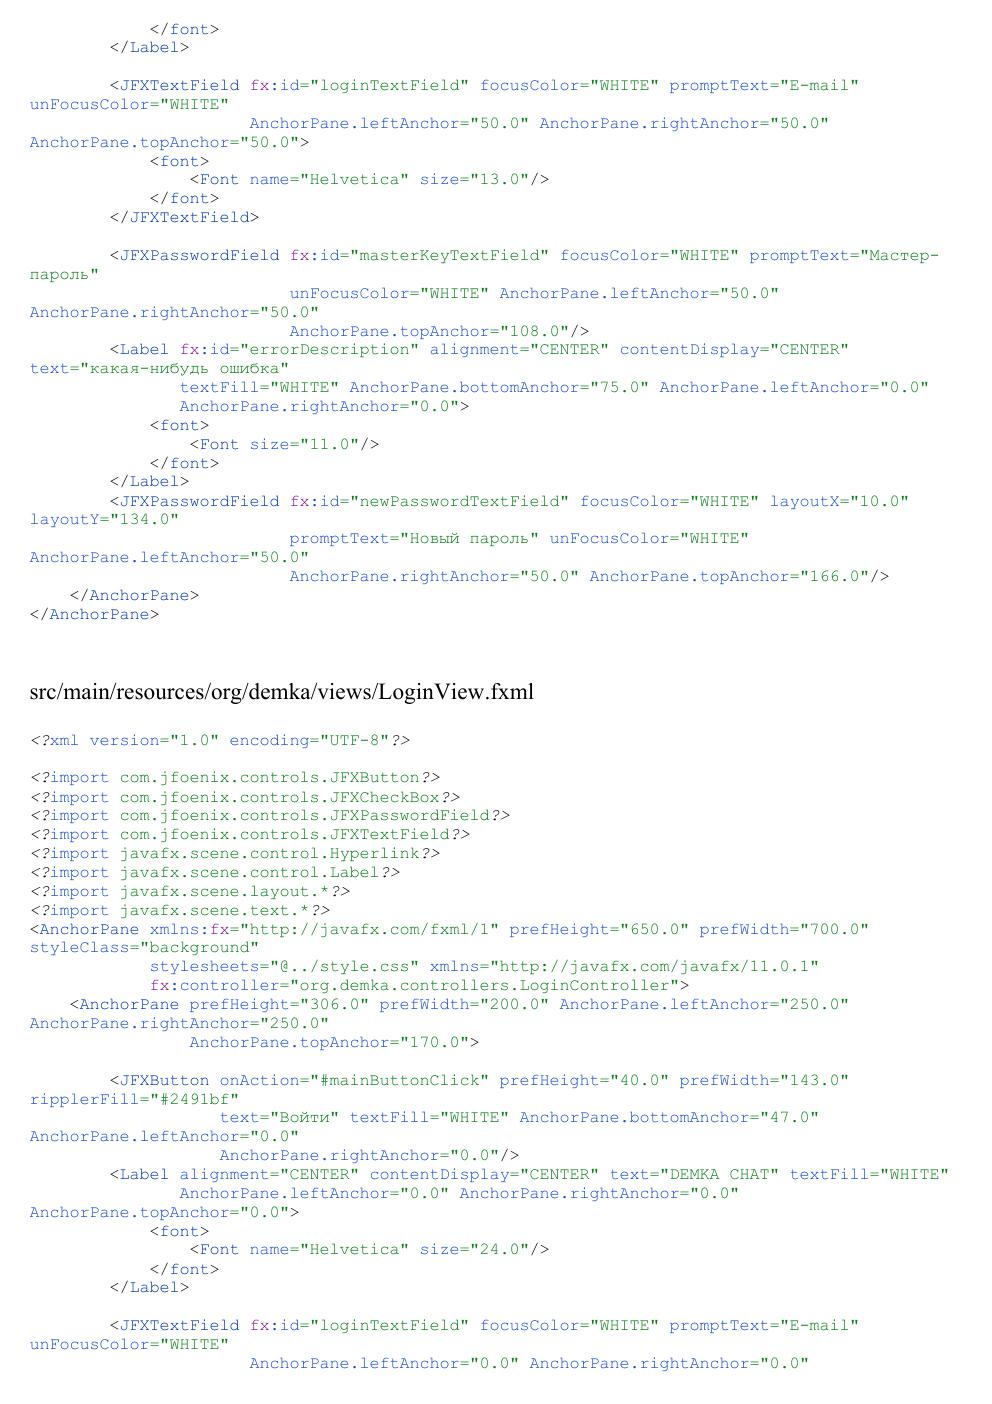 </font>
</Label>
<JFXTextField fx:id="loginTextField" focusColor="WHITE" promptText="E-mail"
unFocusColor="WHITE"
AnchorPane.leftAnchor="50.0" AnchorPane.rightAnchor="50.0"
AnchorPane.topAnchor="50.0">
<font>
<Font name="Helvetica" size="13.0"/>
</font>
</JFXTextField>
<JFXPasswordField fx:id="masterKeyTextField" focusColor="WHITE" promptText="Мастер-
пароль"
unFocusColor="WHITE" AnchorPane.leftAnchor="50.0"
AnchorPane.rightAnchor="50.0"
AnchorPane.topAnchor="108.0"/>
<Label fx:id="errorDescription" alignment="CENTER" contentDisplay="CENTER"
text="какая-нибудь ошибка"
textFill="WHITE" AnchorPane.bottomAnchor="75.0" AnchorPane.leftAnchor="0.0"
AnchorPane.rightAnchor="0.0">
<font>
<Font size="11.0"/>
</font>
</Label>
<JFXPasswordField fx:id="newPasswordTextField" focusColor="WHITE" layoutX="10.0"
layoutY="134.0"
promptText="Новый пароль" unFocusColor="WHITE"
AnchorPane.leftAnchor="50.0"
AnchorPane.rightAnchor="50.0" AnchorPane.topAnchor="166.0"/>
</AnchorPane>
</AnchorPane>
src/main/resources/org/demka/views/LoginView.fxml
<?xml version="1.0" encoding="UTF-8"?>
<?import com.jfoenix.controls.JFXButton?>
<?import com.jfoenix.controls.JFXCheckBox?>
<?import com.jfoenix.controls.JFXPasswordField?>
<?import com.jfoenix.controls.JFXTextField?>
<?import javafx.scene.control.Hyperlink?>
<?import javafx.scene.control.Label?>
<?import javafx.scene.layout.*?>
<?import javafx.scene.text.*?>
<AnchorPane xmlns:fx="http://javafx.com/fxml/1" prefHeight="650.0" prefWidth="700.0"
styleClass="background"
stylesheets="@../style.css" xmlns="http://javafx.com/javafx/11.0.1"
fx:controller="org.demka.controllers.LoginController">
<AnchorPane prefHeight="306.0" prefWidth="200.0" AnchorPane.leftAnchor="250.0"
AnchorPane.rightAnchor="250.0"
AnchorPane.topAnchor="170.0">
<JFXButton onAction="#mainButtonClick" prefHeight="40.0" prefWidth="143.0"
ripplerFill="#2491bf"
text="Войти" textFill="WHITE" AnchorPane.bottomAnchor="47.0"
AnchorPane.leftAnchor="0.0"
AnchorPane.rightAnchor="0.0"/>
<Label alignment="CENTER" contentDisplay="CENTER" text="DEMKA CHAT" textFill="WHITE"
AnchorPane.leftAnchor="0.0" AnchorPane.rightAnchor="0.0"
AnchorPane.topAnchor="0.0">
<font>
<Font name="Helvetica" size="24.0"/>
</font>
</Label>
<JFXTextField fx:id="loginTextField" focusColor="WHITE" promptText="E-mail"
unFocusColor="WHITE"
AnchorPane.leftAnchor="0.0" AnchorPane.rightAnchor="0.0"